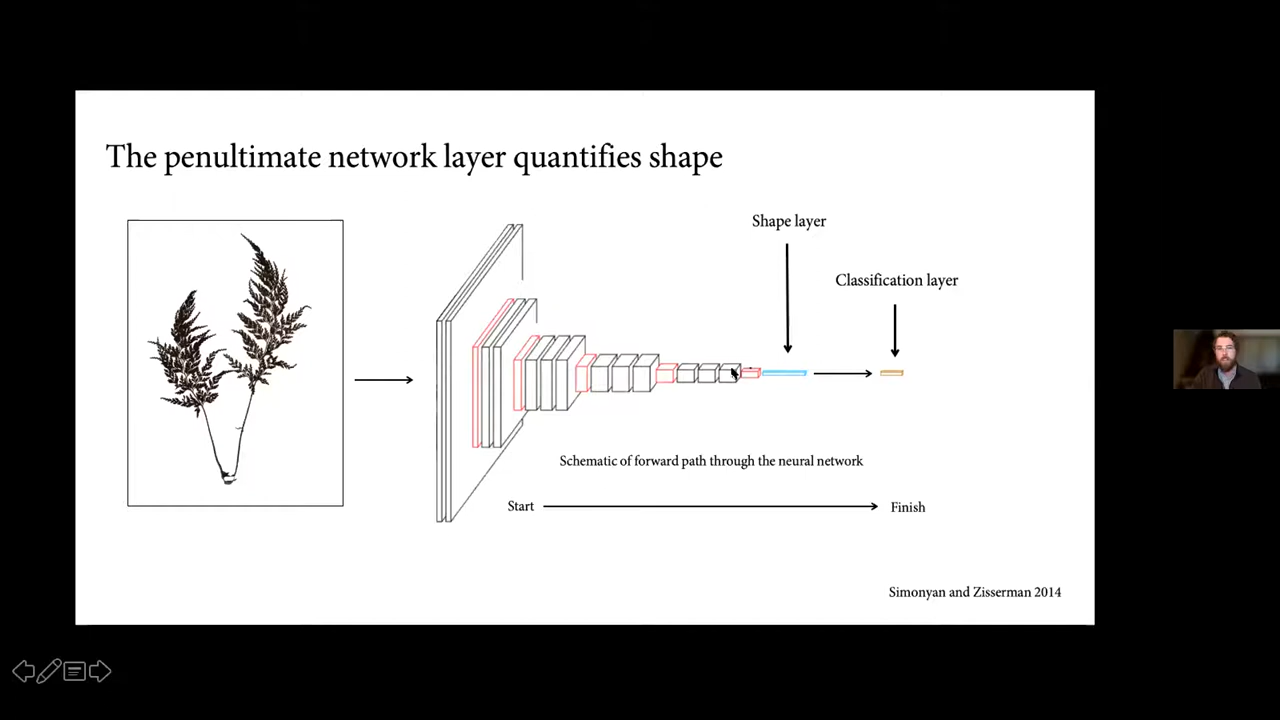 The penultimate network layer quantifies shape
Shape layer
Classification layer
Schematic of forward path through the neural network
Start
Finish
Simonyan and Zisserman 2014